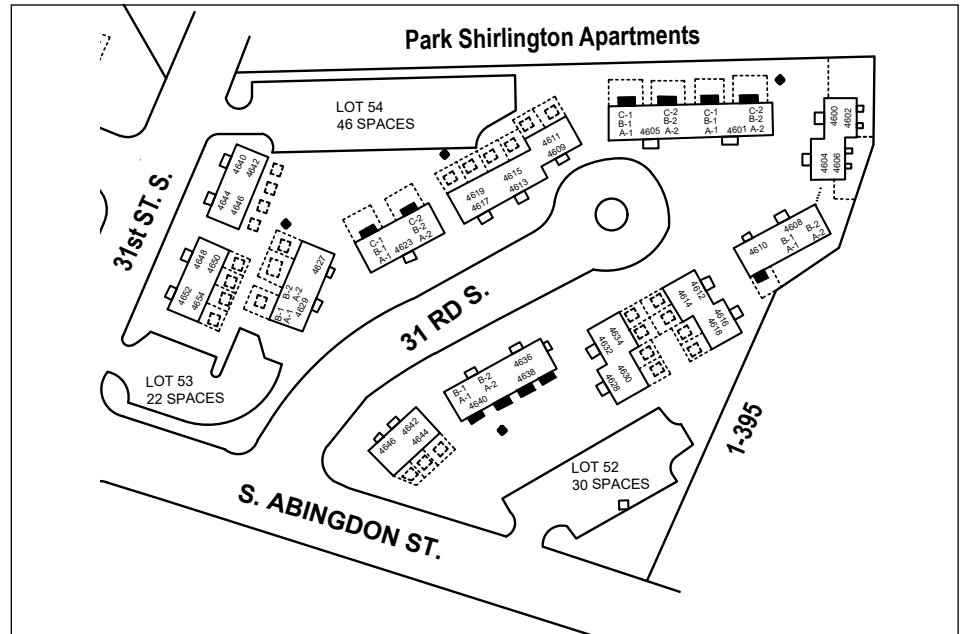 Park Shirlington Apartments
LOT 54
46 SPACES
C-1
B-1
A-1
4605
C-2
B-2
A-2
C-1
B-1
A-1
4601
C-2
B-2
A-2
4600
4602
4604
4606
4611
4609
4615
4613
4619
4617
4640
4642
4644
4646
31st ST. S.
C-1
B-1
A-1
4623
C-2
B-2
A-2
4608
4610
B-1
A-1
B-2
A-2
4648
4650
4652
4654
4627
B-2
A-2
4629
B-1
A-1
31 RD S.
4612
4614
4616
4618
4634
4632
4630
4628
LOT 53
22 SPACES
4636
4638
B-2
A-2
B-1
A-1
4640
4642
4646
4644
1-395
LOT 52
30 SPACES
S. ABINGDON ST.